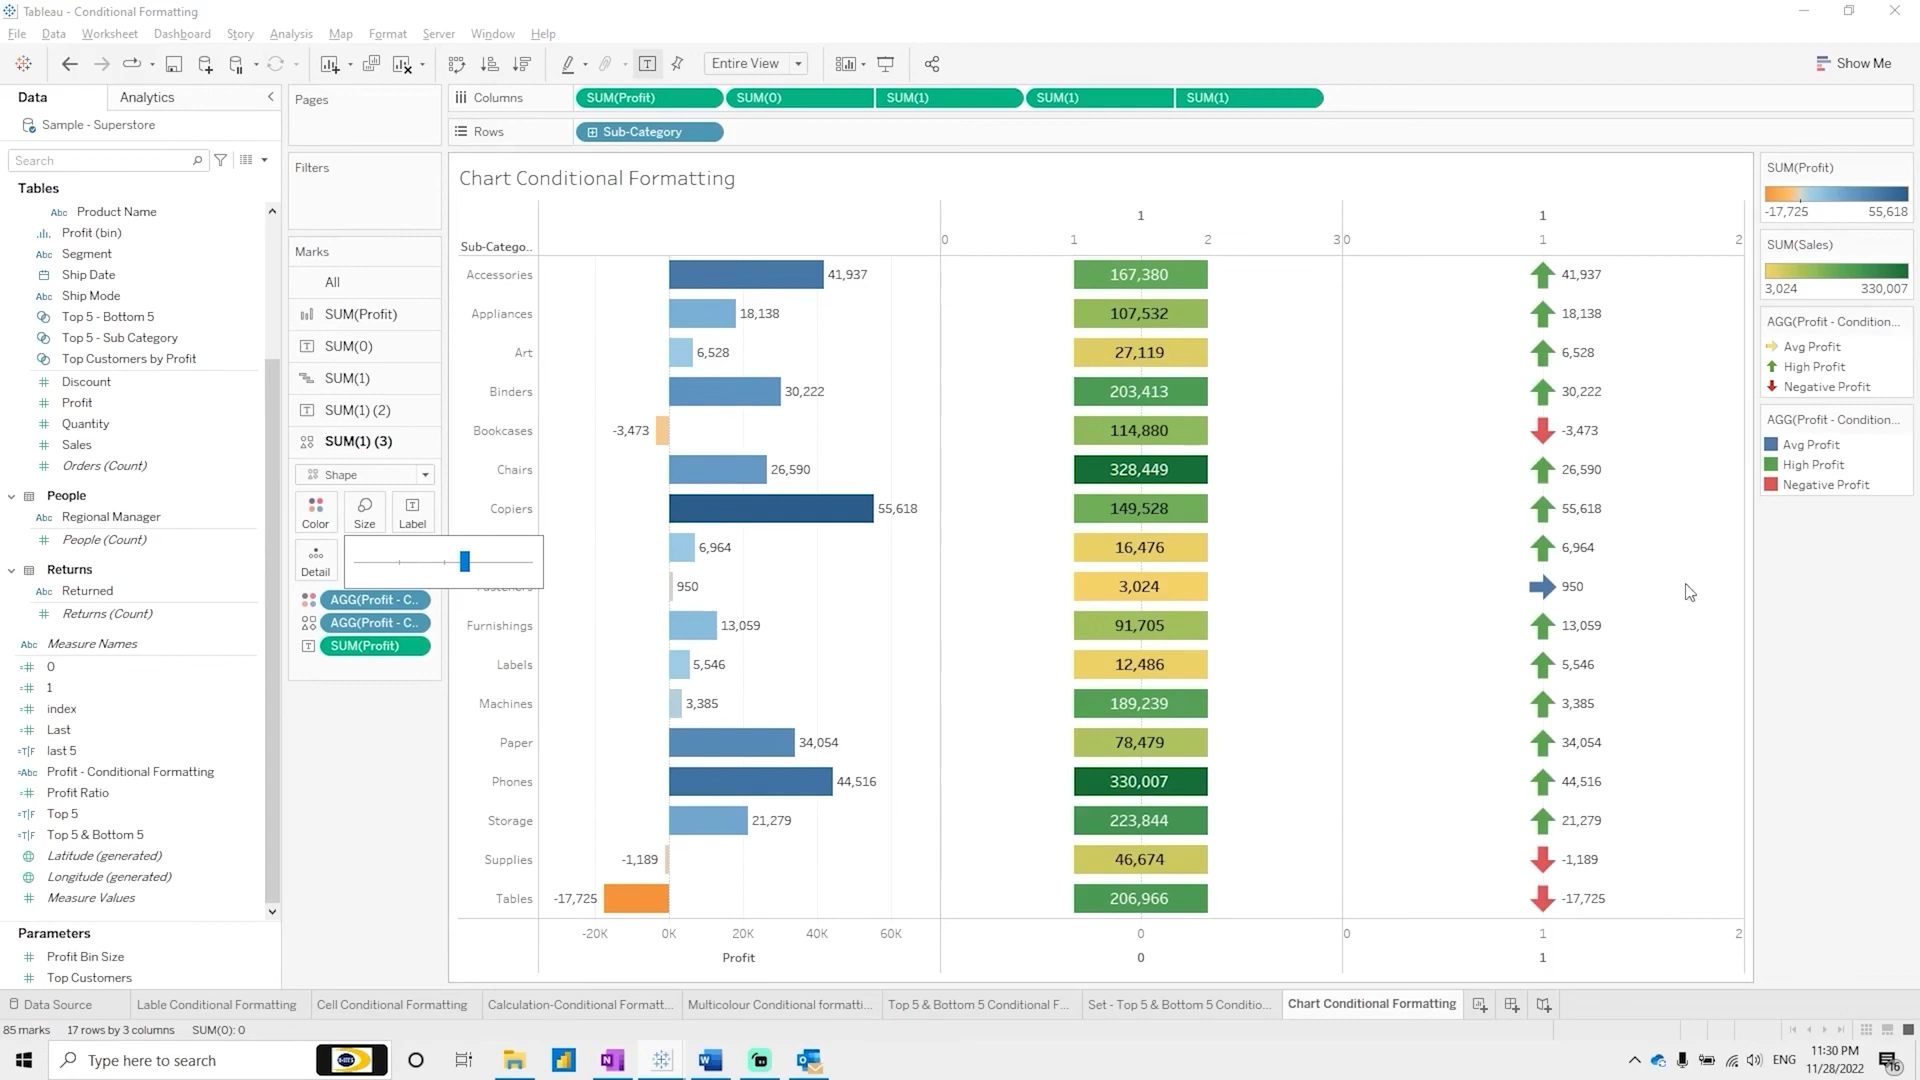 Tableau - Conditional Formatting
File Data Worksheet Dashboard Story Analysis Map Format Server Window Help
Entire View
Show Me
Data Analytics
Sample - Superstore
Search
Tables
Abc Product Name
Profit (bin)
Abc Segment
Ship Date
Abc Ship Mode
Top 5 - Bottom 5
Top 5 - Sub Category
Top Customers by Profit
# Discount
# Profit
# Quantity
# Sales
# Orders (Count)
People
Abc Regional Manager
# People (Count)
Returns
Abc Returned
# Returns (Count)
Abc Measure Names
=# 0
=# 1
=# index
=# Last
=T|F last 5
=Abc Profit - Conditional Formatting
=# Profit Ratio
=T|F Top 5
=T|F Top 5 & Bottom 5
Latitude (generated)
Longitude (generated)
# Measure Values
Parameters
# Profit Bin Size
# Top Customers
Pages
Filters
Marks
All
SUM(Profit)
SUM(0)
SUM(1)
SUM(1) (2)
SUM(1) (3)
Shape
Color Size Label
Detail
AGG(Profit - C..
AGG(Profit - C..
SUM(Profit)
Columns SUM(Profit) SUM(0) SUM(1) SUM(1) SUM(1)
Rows Sub-Category
Chart Conditional Formatting
1 1
Sub-Catego.. 0 1 2 3 0 1 2
Accessories 41,937 167,380 41,937
Appliances 18,138 107,532 18,138
Art 6,528 27,119 6,528
Binders 30,222 203,413 30,222
Bookcases -3,473 114,880 -3,473
Chairs 26,590 328,449 26,590
Copiers 55,618 149,528 55,618
6,964 16,476 6,964
950 3,024 950
Furnishings 13,059 91,705 13,059
Labels 5,546 12,486 5,546
Machines 3,385 189,239 3,385
Paper 34,054 78,479 34,054
Phones 44,516 330,007 44,516
Storage 21,279 223,844 21,279
Supplies -1,189 46,674 -1,189
Tables -17,725 206,966 -17,725
-20K 0K 20K 40K 60K 0 0 1 2
Profit 0 1
SUM(Profit)
-17,725 55,618
SUM(Sales)
3,024 330,007
AGG(Profit - Condition...
Avg Profit
High Profit
Negative Profit
AGG(Profit - Condition...
Avg Profit
High Profit
Negative Profit
Data Source Lable Conditional Formatting Cell Conditional Formatting Calculation-Conditional Formatt... Multicolour Conditional formatti... Top 5 & Bottom 5 Conditional F... Set - Top 5 & Bottom 5 Conditio... Chart Conditional Formatting
85 marks 17 rows by 3 columns SUM(0): 0
Type here to search
ENG
11:30 PM
11/28/2022
16